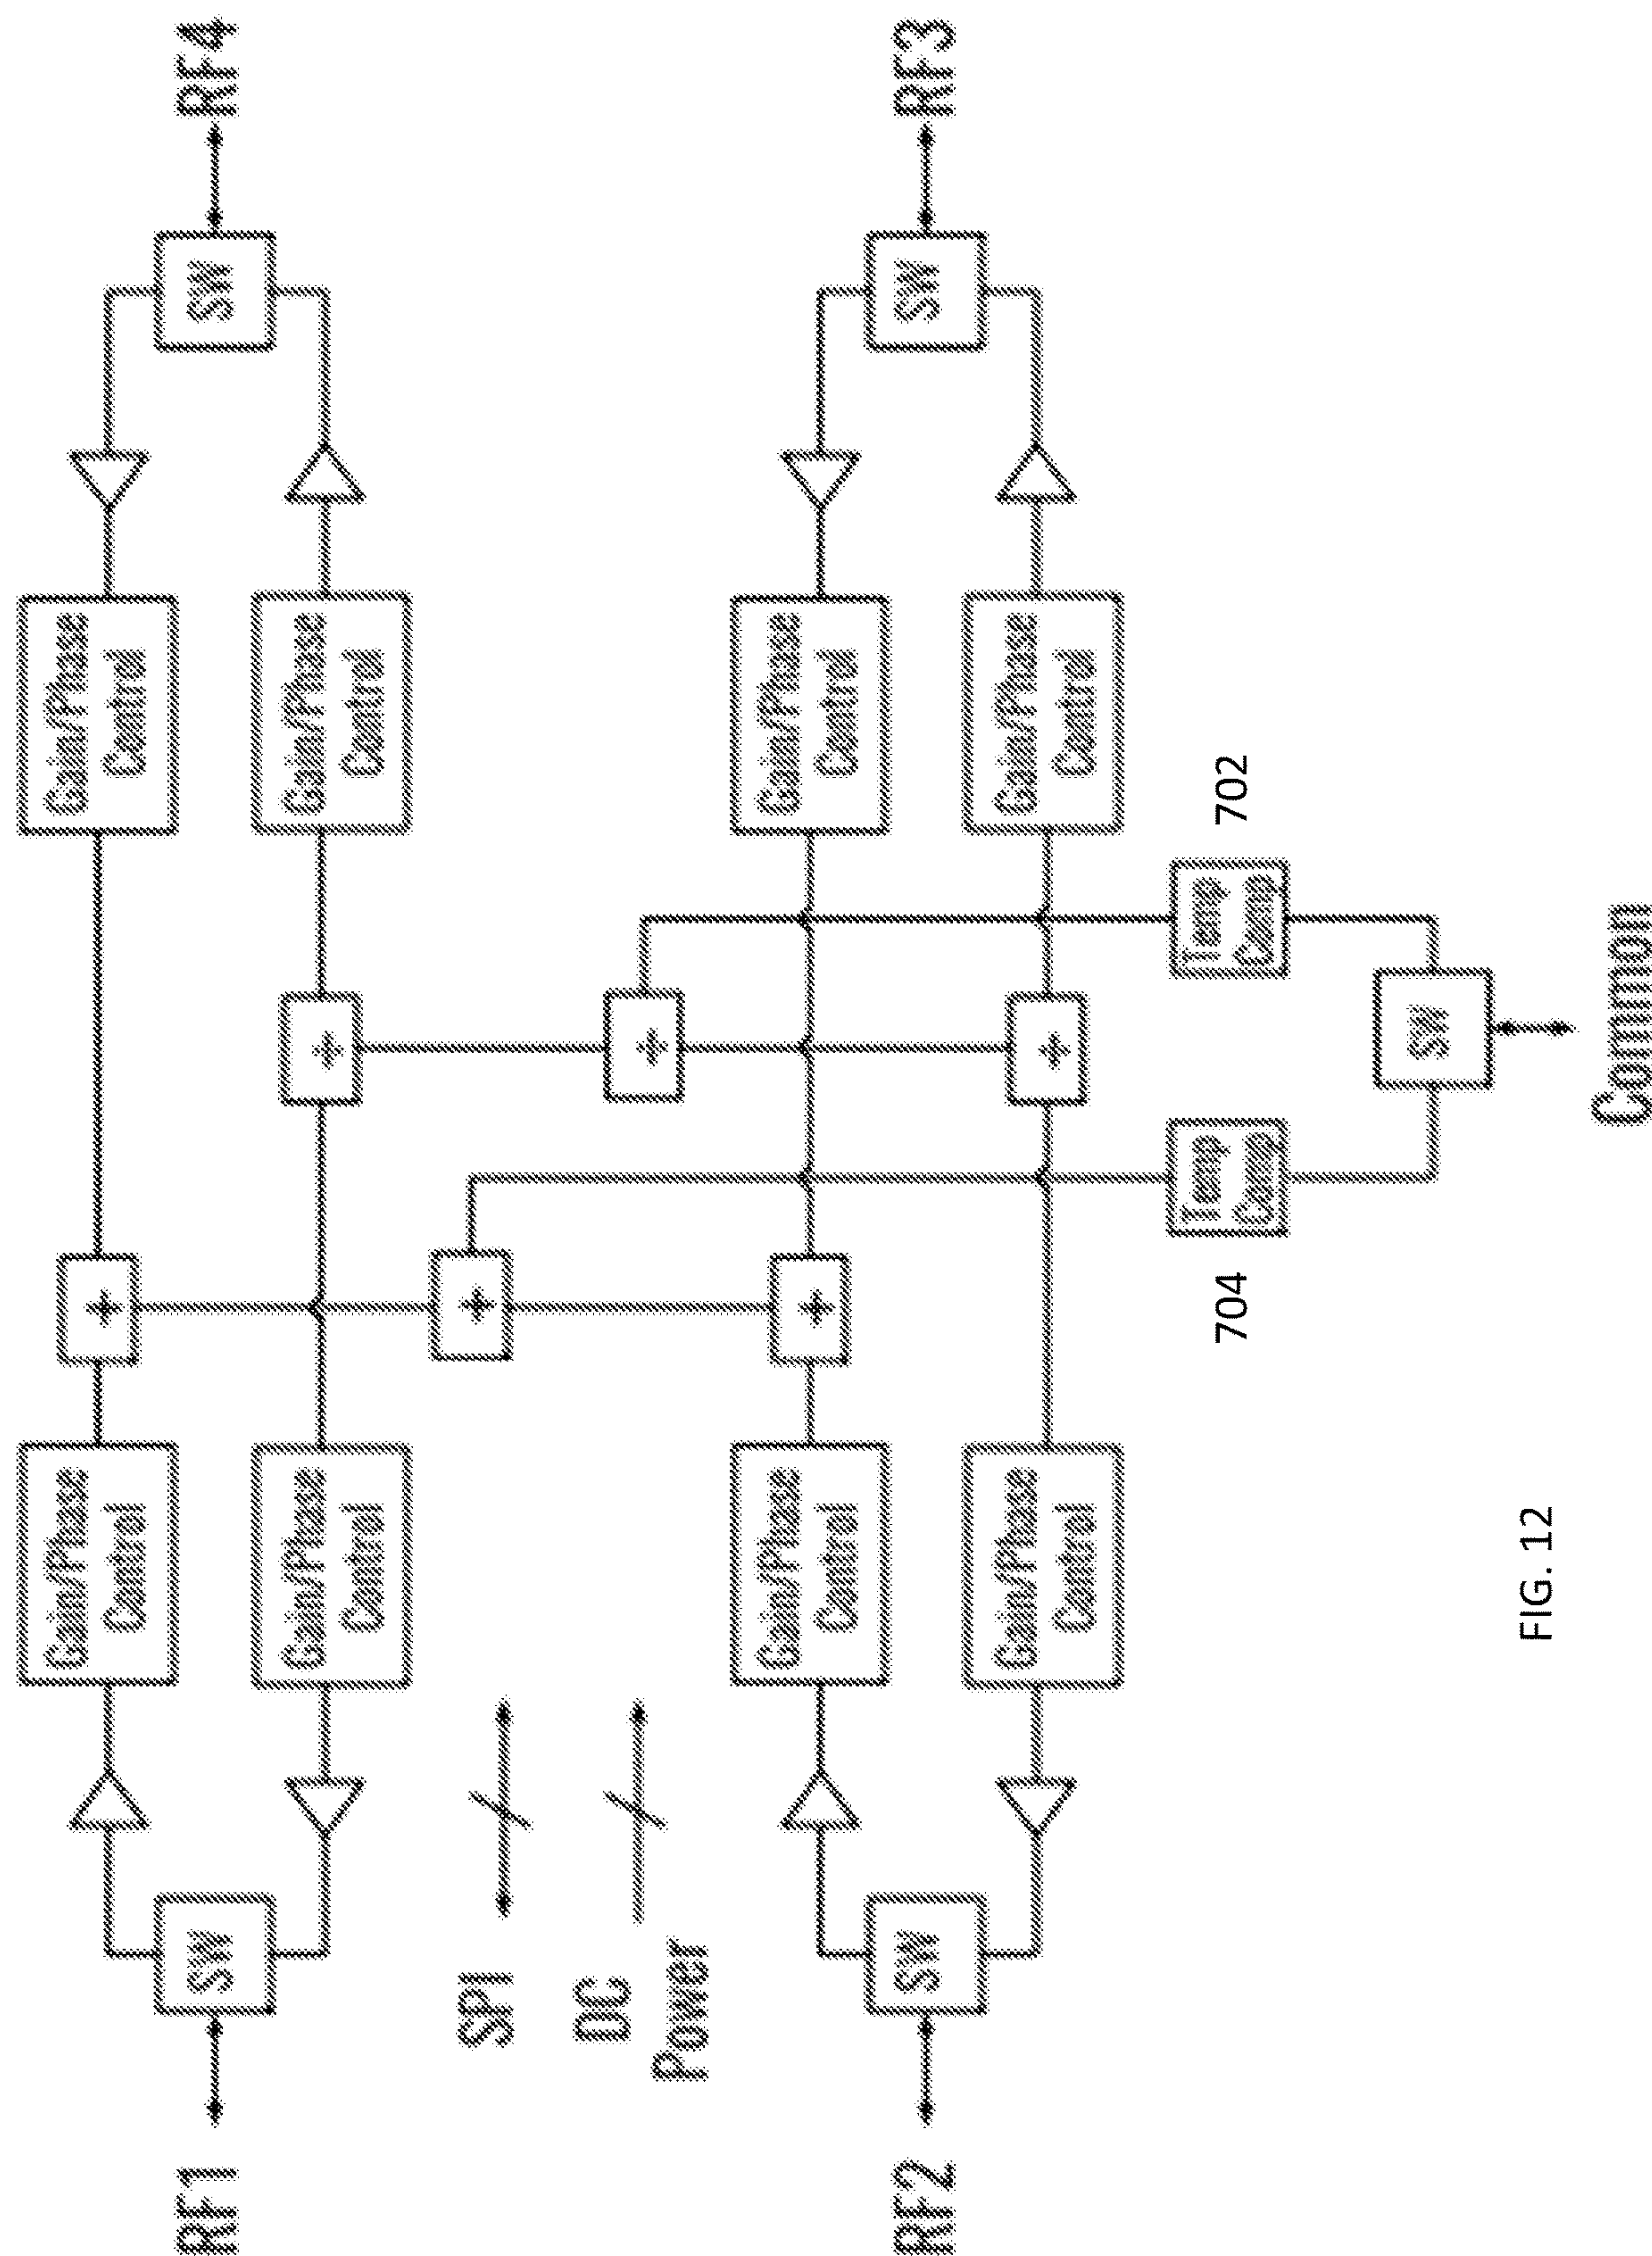 Gain/Phase
Control
+
Gain/Phase
Control
RF1
SW
SW
RF4
Gain/Phase
Control
÷
Gain/Phase
Control
SPI
+
DC
Power
÷
Gain/Phase
Control
+
Gain/Phase
Control
RF2
SW
SW
RF3
Gain/Phase
Control
÷
Gain/Phase
Control
704
Temp
Comp
Temp
Comp
702
SW
Common
FIG. 12